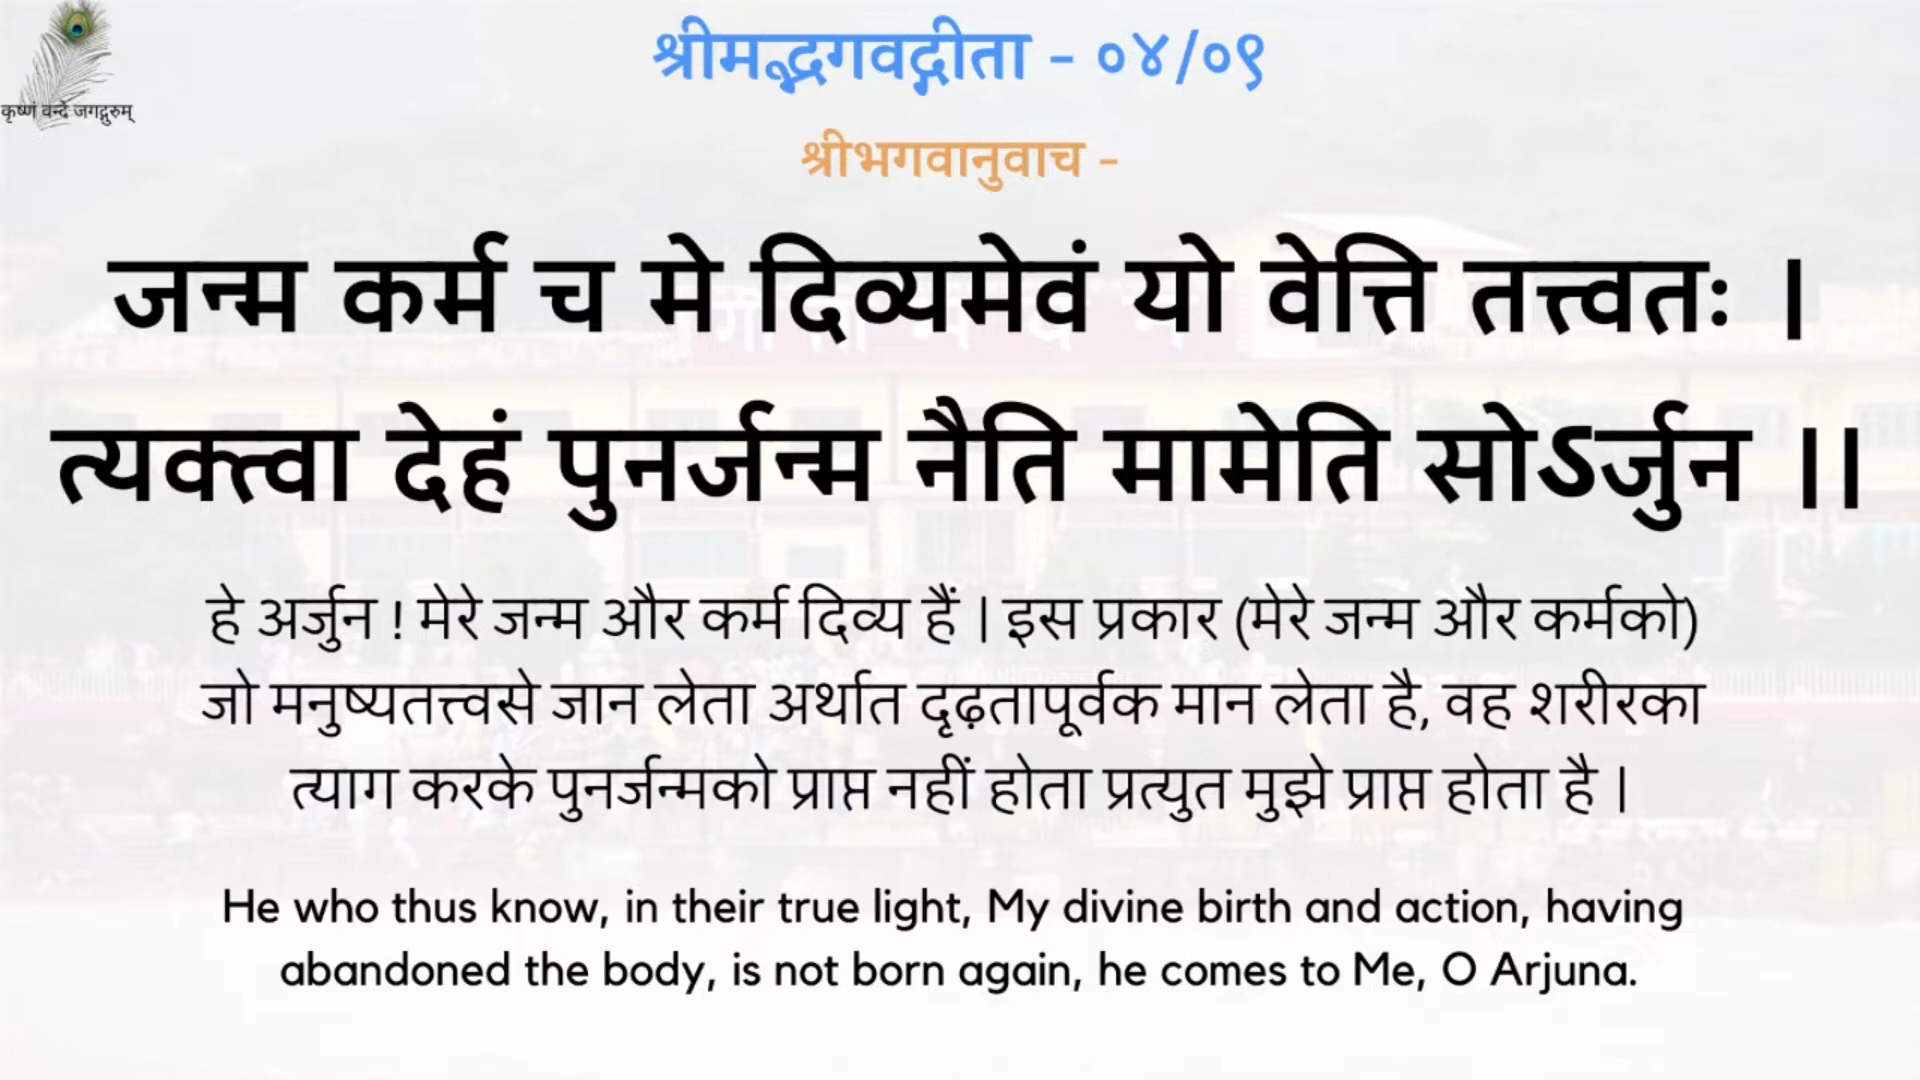 श्रीमद्भगवद्गीता - ०४/०९
कृष्णं वन्दे जगद्गुरुम्
श्रीभगवानुवाच -
जन्म कर्म च मे दिव्यमेवं यो वेत्ति तत्त्वतः |
त्यक्त्वा देहं पुनर्जन्म नैति मामेति सोऽर्जुन ||
हे अर्जुन ! मेरे जन्म और कर्म दिव्य हैं | इस प्रकार (मेरे जन्म और कर्मको)
जो मनुष्यतत्त्वसे जान लेता अर्थात दृढ़तापूर्वक मान लेता है, वह शरीरका
त्याग करके पुनर्जन्मको प्राप्त नहीं होता प्रत्युत मुझे प्राप्त होता है |
He who thus know, in their true light, My divine birth and action, having
abandoned the body, is not born again, he comes to Me, O Arjuna.